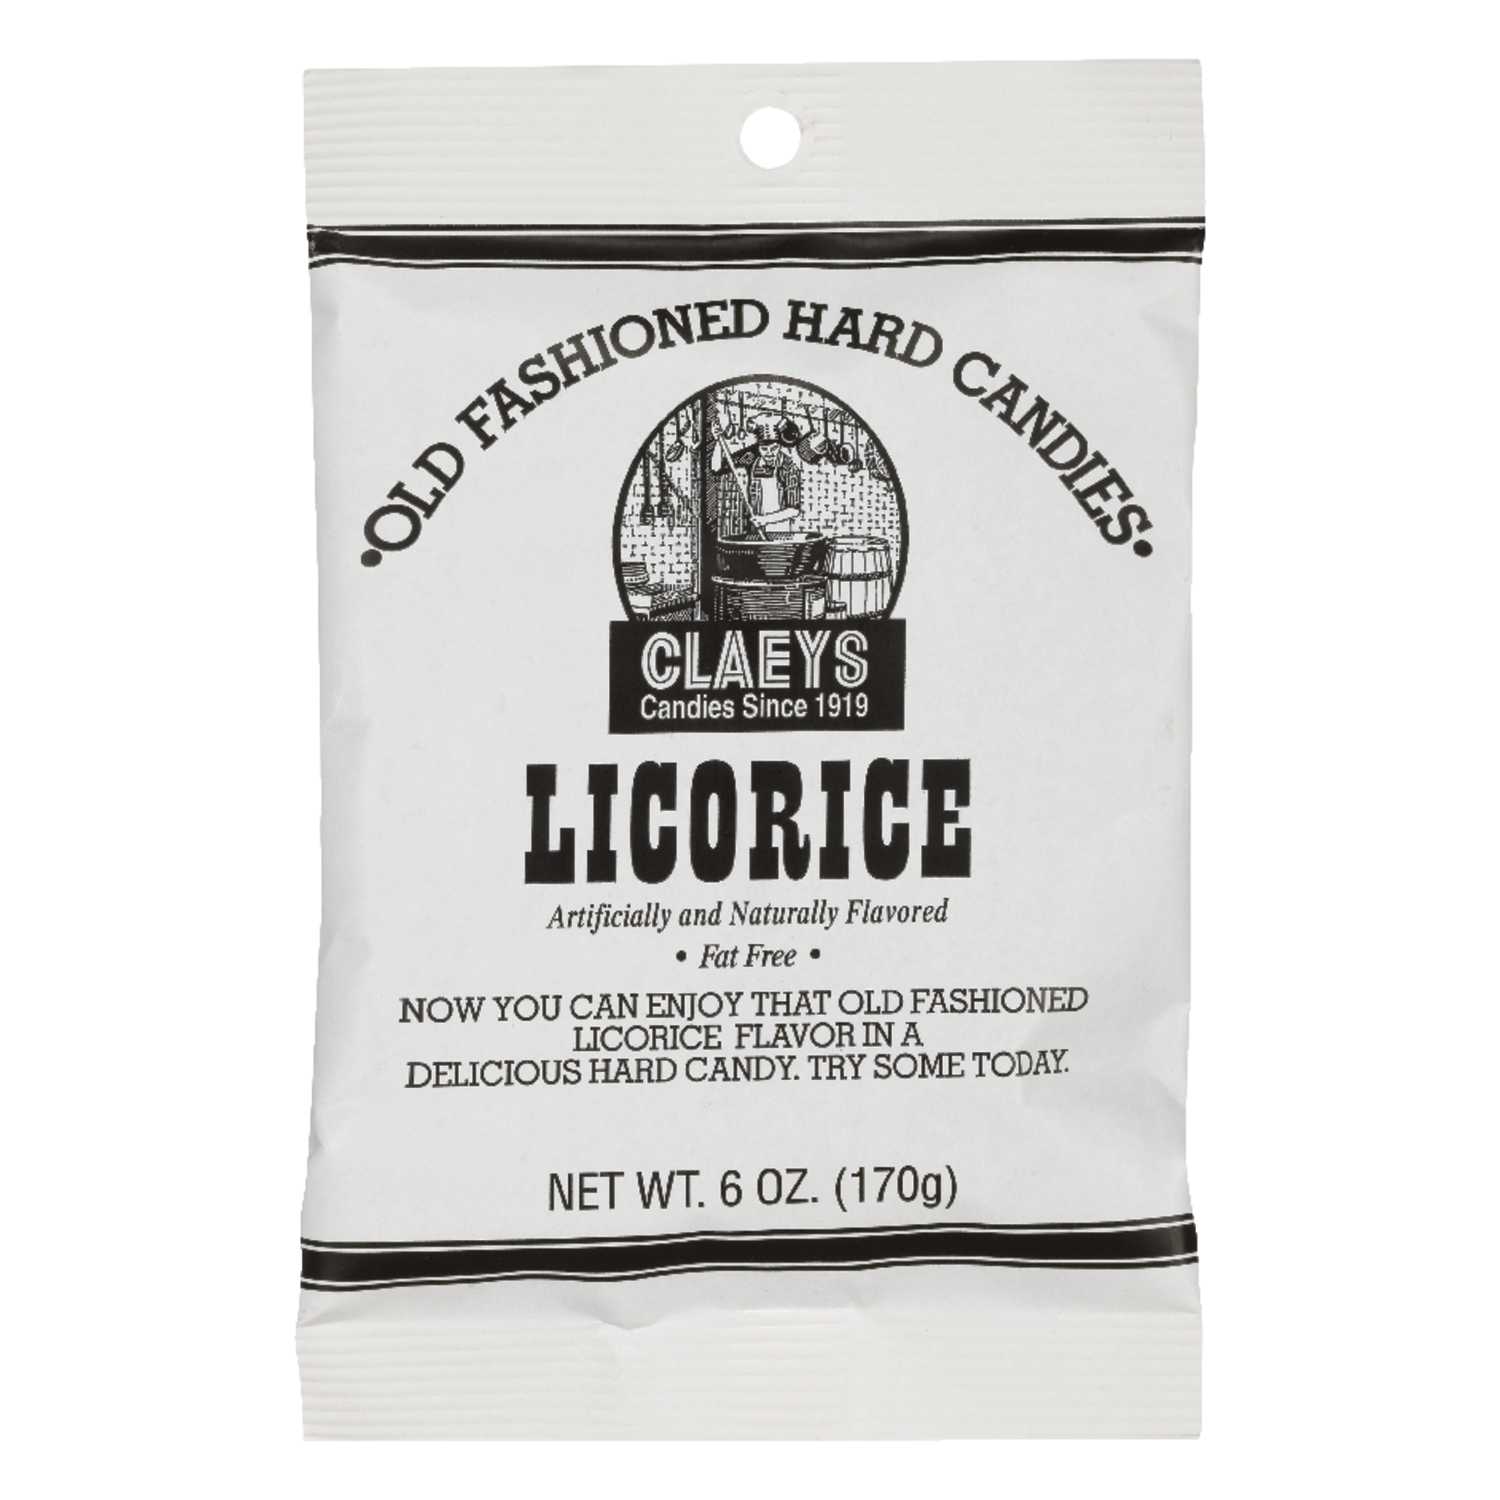 •OLD FASHIONED HARD CANDIES•
CLAEYS
Candies Since 1919
LICORICE
Artificially and Naturally Flavored
• Fat Free •
NOW YOU CAN ENJOY THAT OLD FASHIONED
LICORICE FLAVOR IN A
DELICIOUS HARD CANDY. TRY SOME TODAY.
NET WT. 6 OZ. (170g)